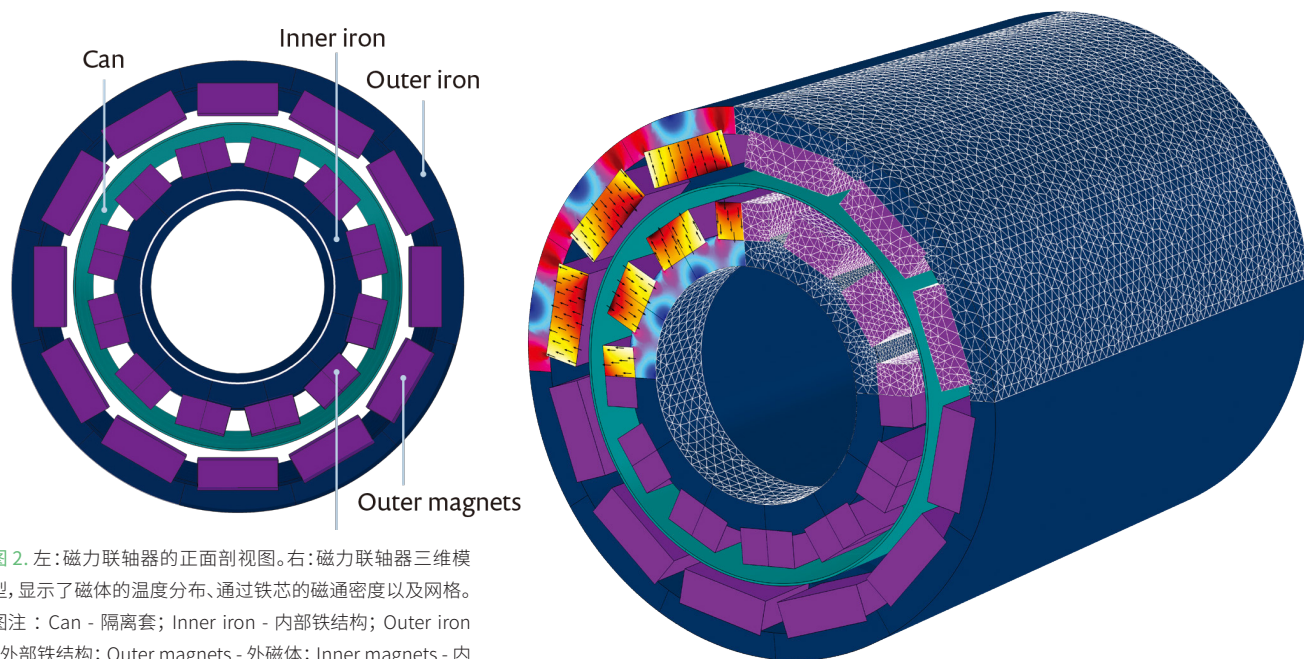 Inner iron
Can
Outer iron
Outer magnets
图 2. 左：磁力联轴器的正面剖视图。右：磁力联轴器三维模
型，显示了磁体的温度分布、通过铁芯的磁通密度以及网格。
图注 ：Can - 隔离套；Inner iron - 内部铁结构；Outer iron
外部铁结构；Outer magnets - 外磁体；Inner magnets - 内